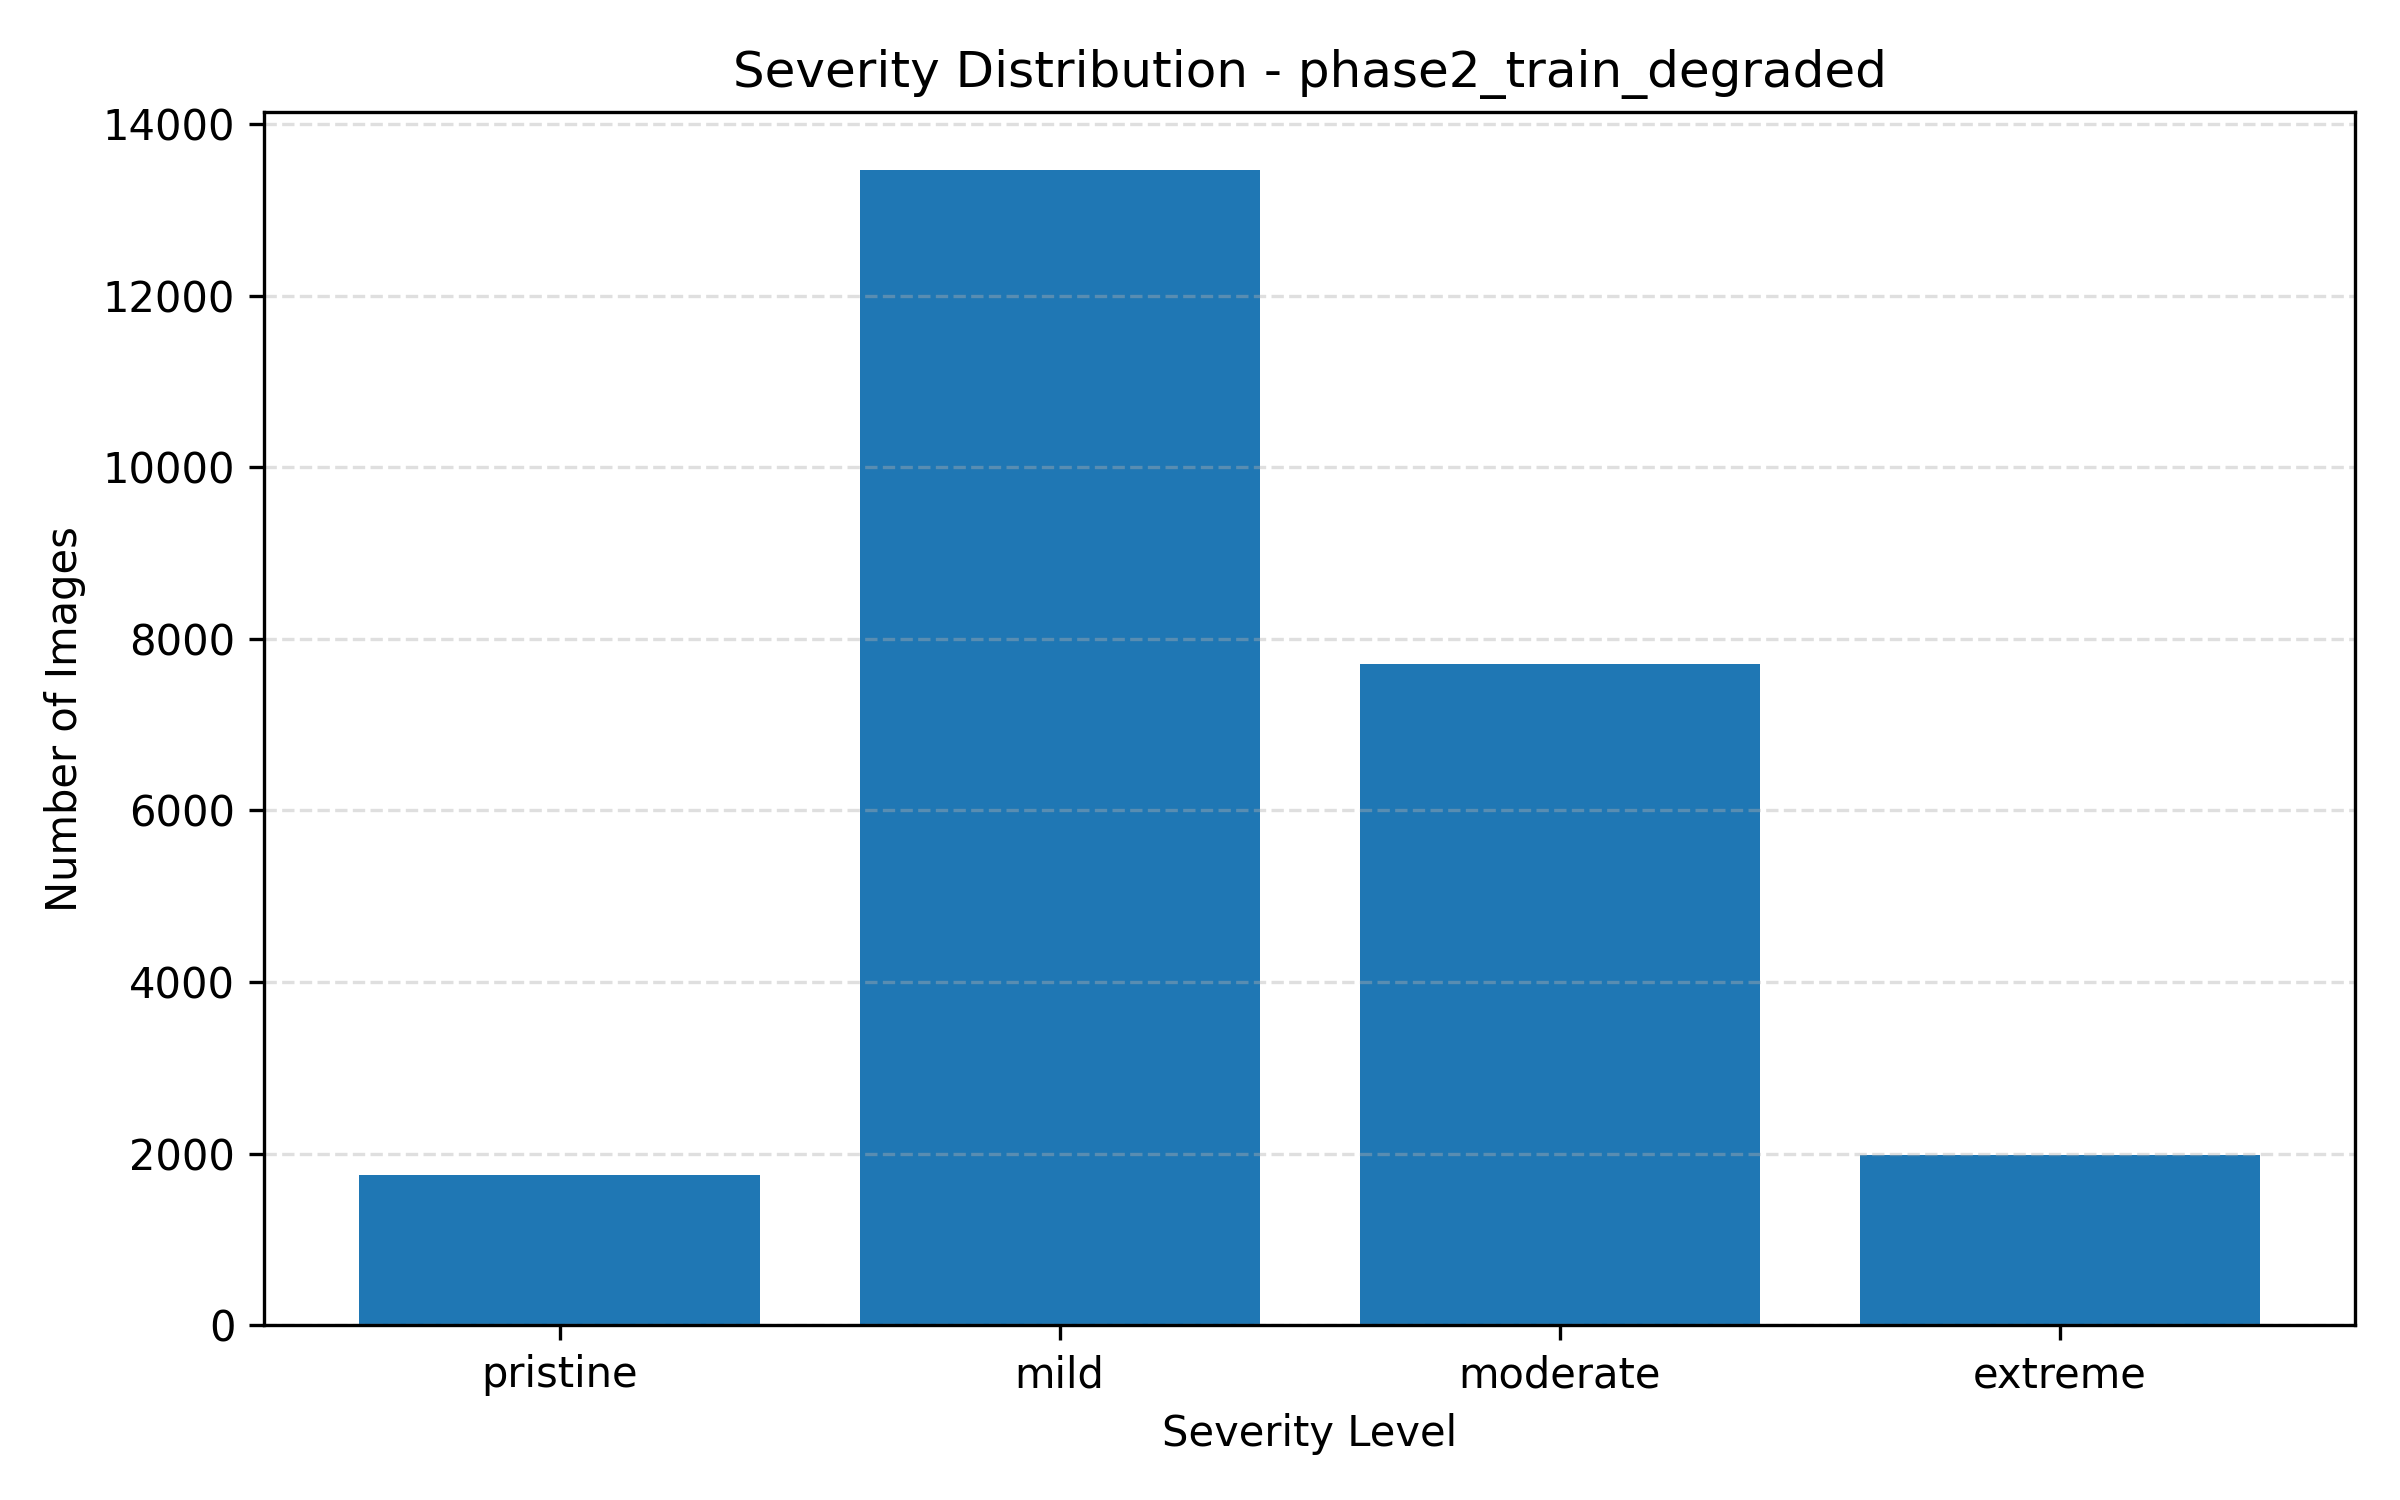 Severity Distribution - phase2_train_degraded
14000
12000
10000
8000
6000
4000
2000
0
Number of Images
pristine
mild
moderate
extreme
Severity Level